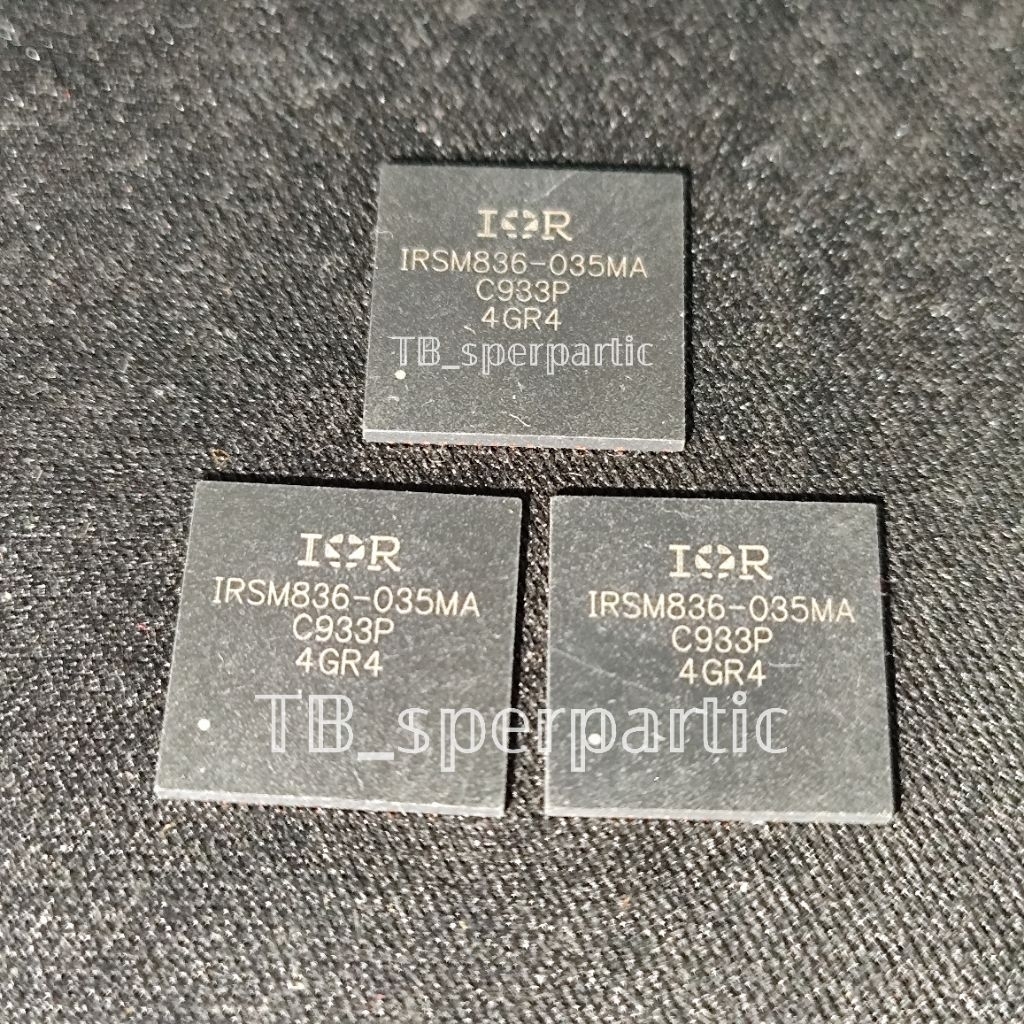 IOR
IRSM836-035MA
C933P
4GR4
TB_sperpartic
IOR
IRSM836-035MA
C933P
4GR4
IOR
IRSM836-035MA
C933P
4GR4
TB_sperpartic